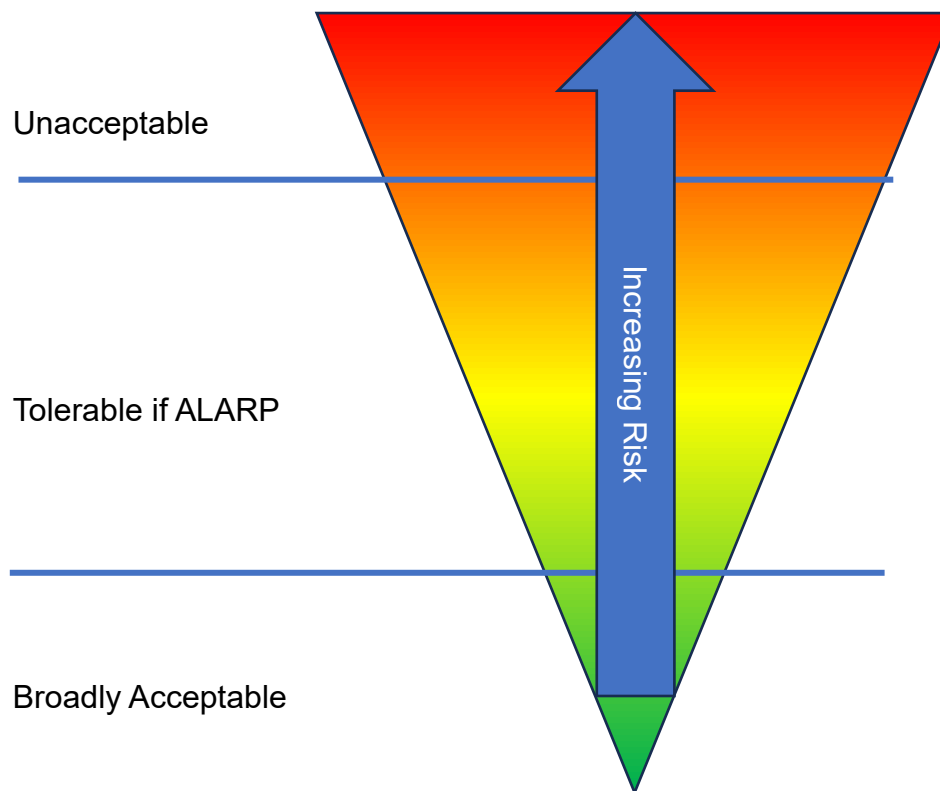 Unacceptable
Increasing Risk
Tolerable if ALARP
Broadly Acceptable